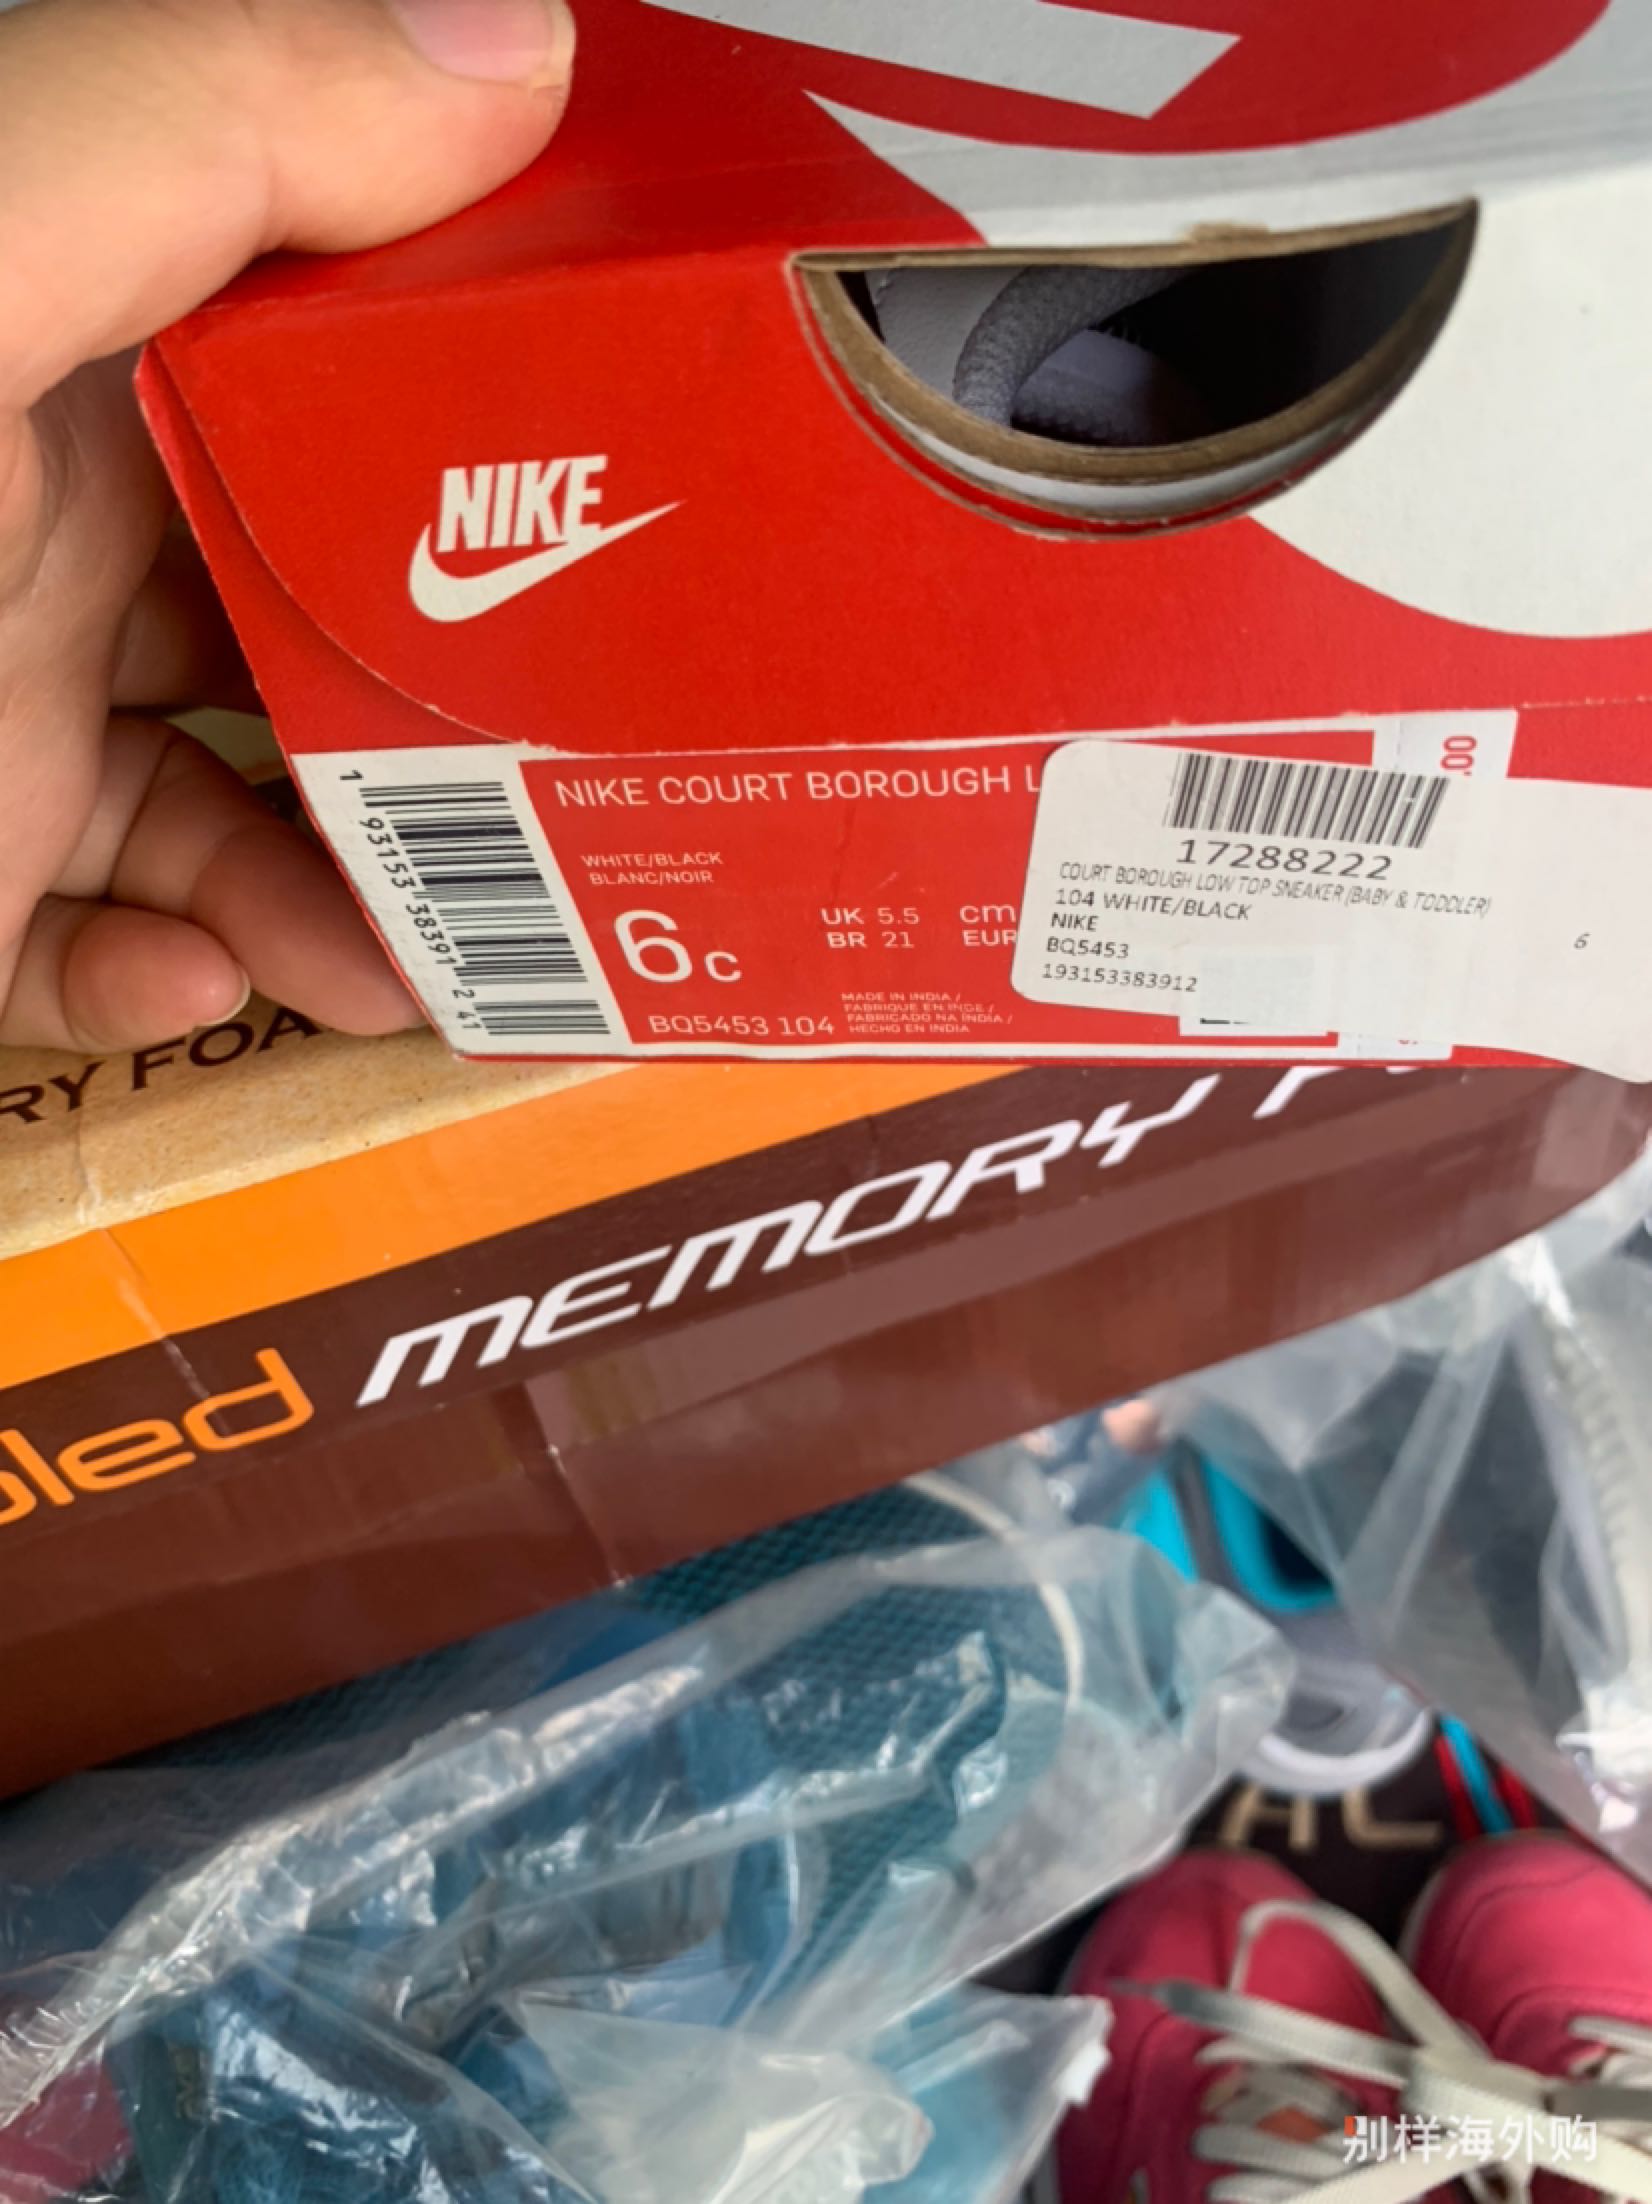 NIKE
NIKE COURT BOROUGH L
WHITE/BLACK
BLANC/NOIR
6c
UK 5.5
cm
BR 21
EUR
BQ5453 104
MADE IN INDIA /
FABRIQUE EN INDE /
FABRICADO NA INDIA /
HECHO EN INDIA
1 93153 38391 2 41
.00
17288222
COURT BOROUGH LOW TOP SNEAKER (BABY & TODDLER)
104 WHITE/BLACK
NIKE
BQ5453
6
193153383912
RY FOA
led MEMORY
AL
别样海外购